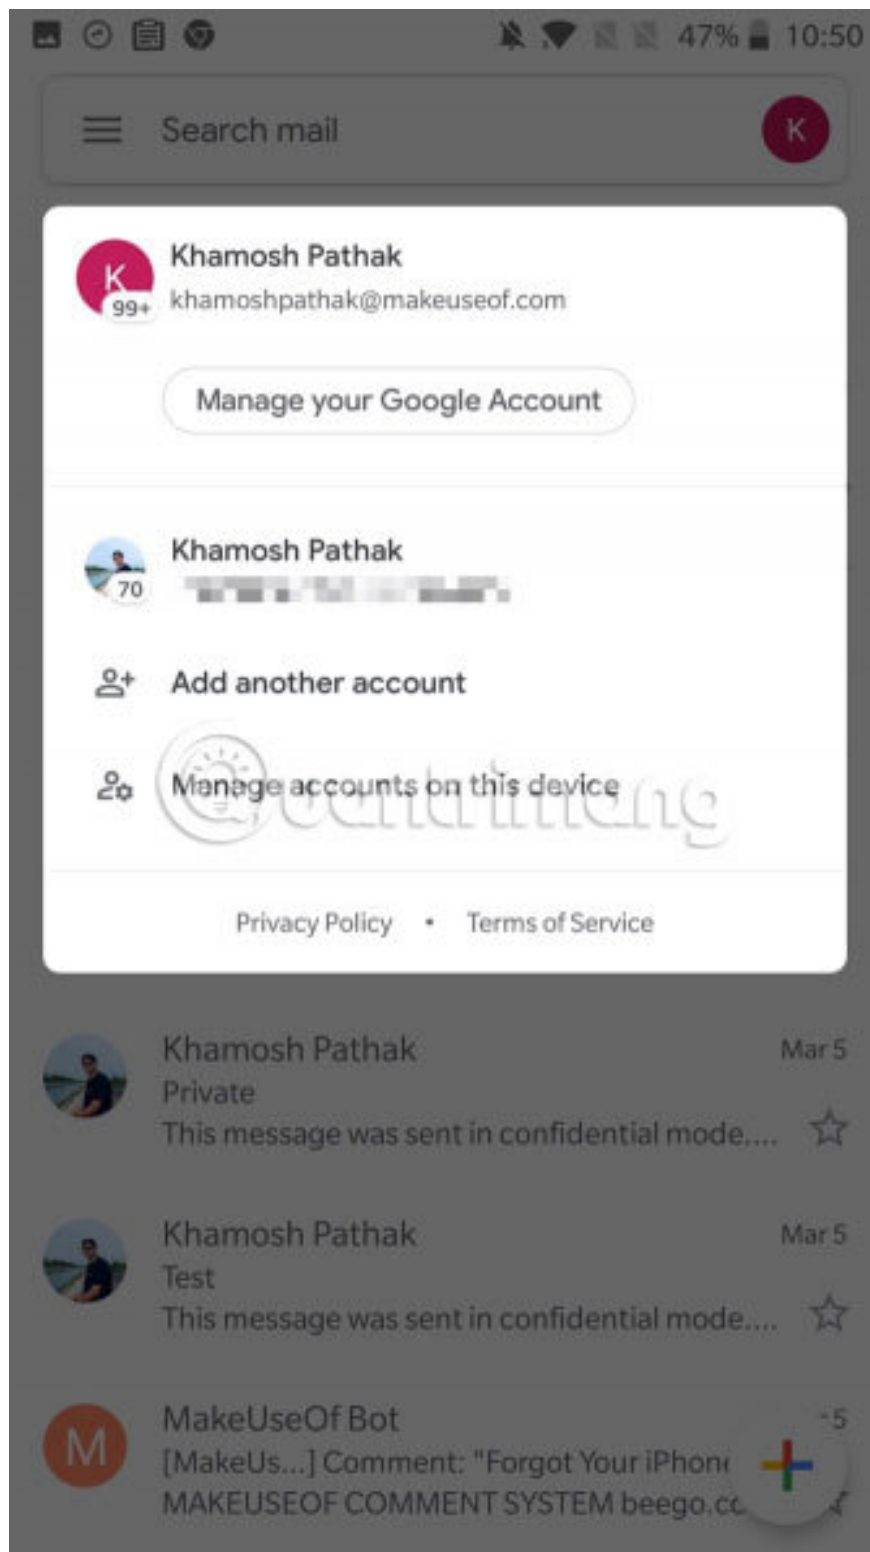 47% 10:50
Search mail
K
Khamosh Pathak
K
99+
khamoshpathak@makeuseof.com
Manage your Google Account
Khamosh Pathak
70
Add another account
Manage accounts on this device
uantrimang
Privacy Policy • Terms of Service
Khamosh Pathak Mar 5
Private
This message was sent in confidential mode....
Khamosh Pathak Mar 5
Test
This message was sent in confidential mode....
MakeUseOf Bot 5
M
[MakeUs...] Comment: "Forgot Your iPhone
MAKEUSEOF COMMENT SYSTEM beego.co